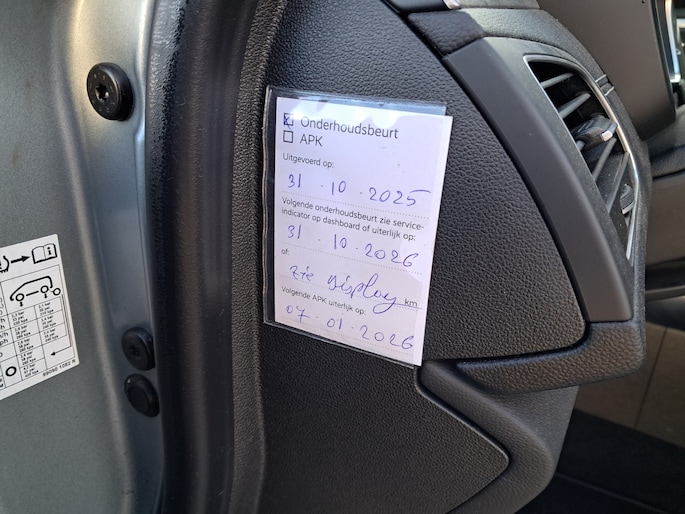 Onderhoudsbeurt
APK
Uitgevoerd op:
31 . 10 . 2025
Volgende onderhoudsbeurt zie service-
indicator op dashboard of uiterlijk op:
31 . 10 . 2026
of:
zie display km
Volgende APK uiterlijk op:
07 . 01 . 2026